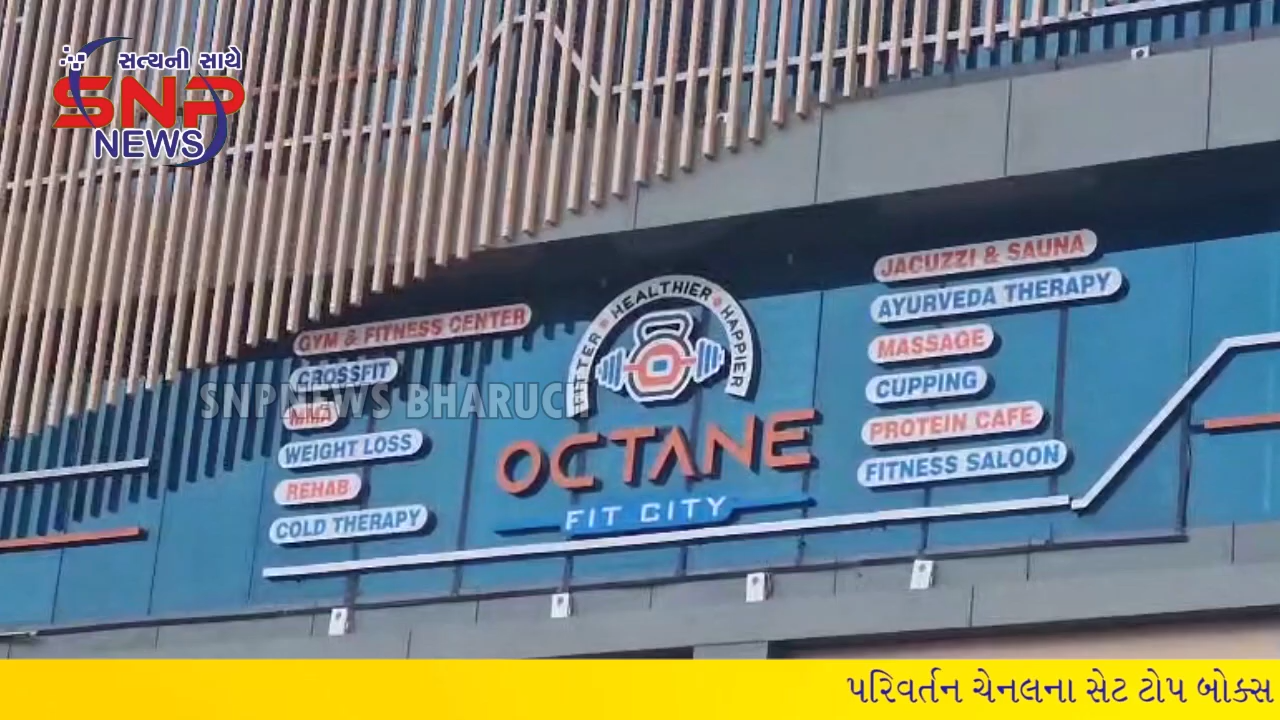 સત્યની સાથે
SNP
NEWS
GYM & FITNESS CENTER
CROSSFIT
MMA
WEIGHT LOSS
REHAB
COLD THERAPY
FITTER HEALTHIER HAPPIER
OCTANE
FIT CITY
JACUZZI & SAUNA
AYURVEDA THERAPY
MASSAGE
CUPPING
PROTEIN CAFE
FITNESS SALOON
SNPNEWS BHARUCH
પરિવર્તન ચેનલના સેટ ટોપ બોક્સ